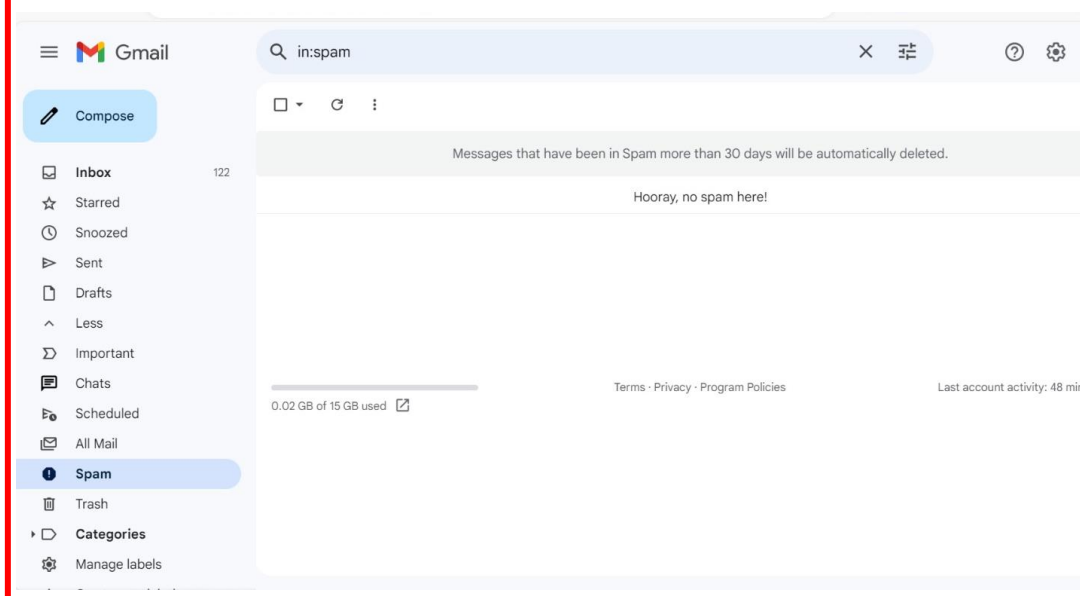 Gmail
in:spam
Compose
Messages that have been in Spam more than 30 days will be automatically deleted.
Inbox 122
Hooray, no spam here!
Starred
Snoozed
Sent
Drafts
Less
Important
Chats
Terms · Privacy · Program Policies
Last account activity: 48 min
0.02 GB of 15 GB used
Scheduled
All Mail
Spam
Trash
Categories
Manage labels